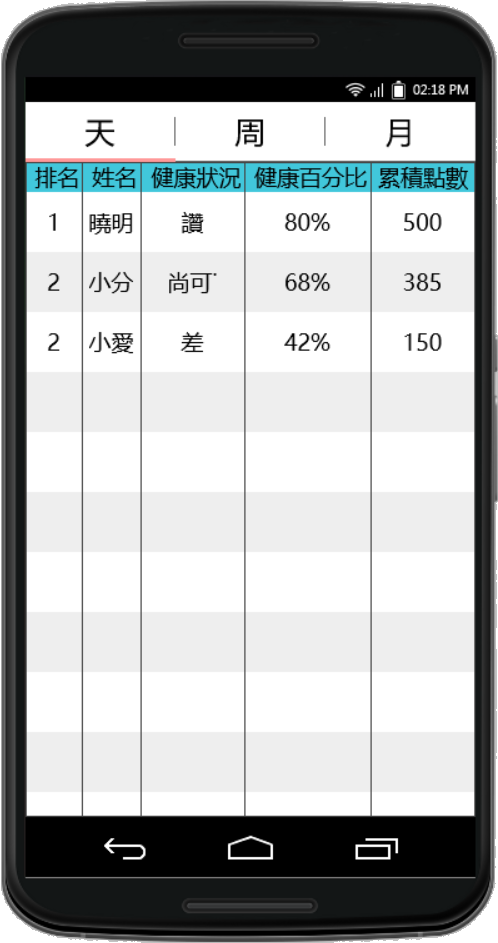 02:18 PM
天 周 月
排名 姓名 健康狀況 健康百分比 累積點數
1 曉明 讚 80% 500
2 小分 尚可 68% 385
2 小愛 差 42% 150